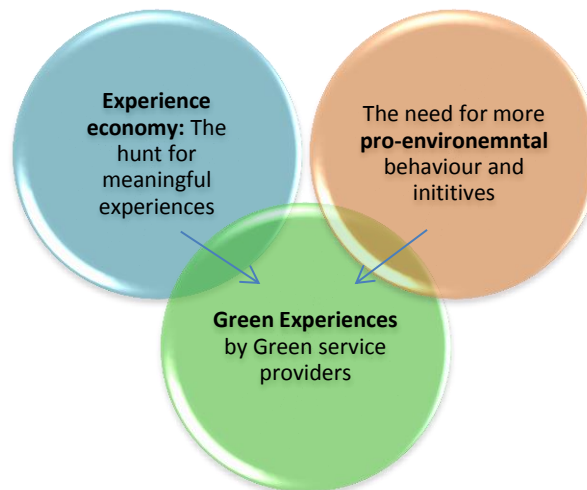 Experience
economy: The
hunt for
meaningful
experiences
The need for more
pro-environemntal
behaviour and
inititives
Green Experiences
by Green service
providers